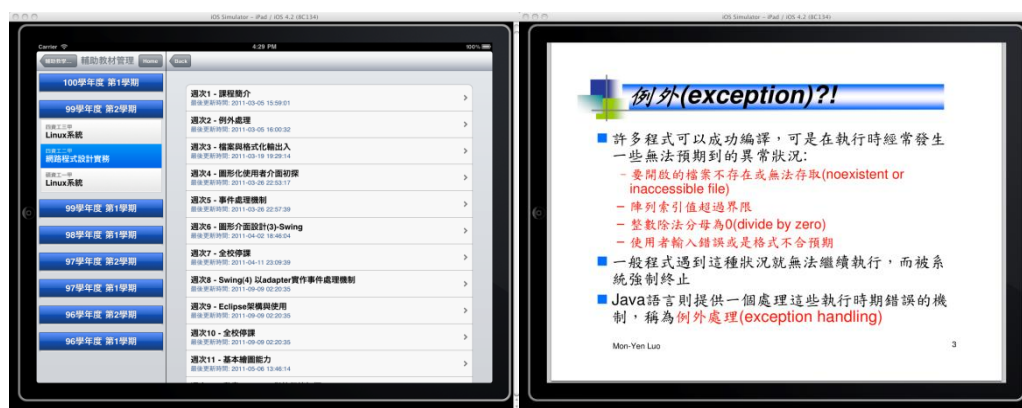 iOS Simulator - iPad / iOS 4.2 (8C134)
Carrier
4:29 PM
100%
輔助教學...
輔助教材管理
Home
Back
100學年度 第1學期
99學年度 第2學期
四資工三甲
Linux系統
四資工三甲
網路程式設計實務
碩資工一甲
Linux系統
99學年度 第1學期
98學年度 第1學期
97學年度 第2學期
97學年度 第1學期
96學年度 第2學期
96學年度 第1學期
週次1 - 課程簡介
最後更新時間: 2011-03-05 15:59:01
週次2 - 例外處理
最後更新時間: 2011-03-05 16:00:32
週次3 - 檔案與格式化輸出入
最後更新時間: 2011-03-19 19:29:14
週次4 - 圖形化使用者介面初探
最後更新時間: 2011-03-26 22:53:17
週次5 - 事件處理機制
最後更新時間: 2011-03-26 22:57:39
週次6 - 圖形介面設計(3)-Swing
最後更新時間: 2011-04-02 18:46:04
週次7 - 全校停課
最後更新時間: 2011-04-11 23:09:39
週次8 - Swing(4) 以adapter實作事件處理機制
最後更新時間: 2011-09-09 02:20:35
週次9 - Eclipse架構與使用
最後更新時間: 2011-09-09 02:20:35
週次10 - 全校停課
最後更新時間: 2011-09-09 02:20:35
週次11 - 基本繪圖能力
最後更新時間: 2011-05-06 13:46:14
iOS Simulator - iPad / iOS 4.2 (8C134)
例外(exception)?!
許多程式可以成功編譯，可是在執行時經常發生
一些無法預期到的異常狀況:
- 要開啟的檔案不存在或無法存取(noexistent or
inaccessible file)
- 陣列索引值超過界限
- 整數除法分母為0(divide by zero)
- 使用者輸入錯誤或是格式不合預期
一般程式遇到這種狀況就無法繼續執行，而被系
統強制終止
Java語言則提供一個處理這些執行時期錯誤的機
制，稱為例外處理(exception handling)
Mon-Yen Luo
3